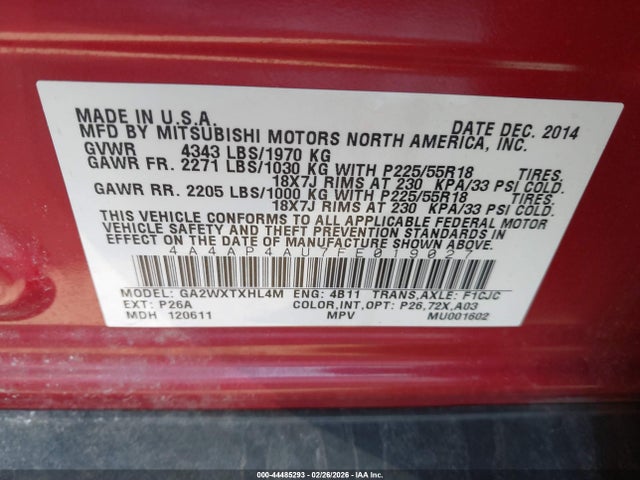 MADE IN U.S.A. DATE DEC. 2014
MFD BY MITSUBISHI MOTORS NORTH AMERICA, INC.
GVWR 4343 LBS/1970 KG
GAWR FR. 2271 LBS/1030 KG WITH P225/55R18 TIRES.
18X7J RIMS AT 230 KPA/33 PSI COLD.
GAWR RR. 2205 LBS/1000 KG WITH P225/55R18 TIRES.
18X7J RIMS AT 230 KPA/33 PSI COLD.
THIS VEHICLE CONFORMS TO ALL APPLICABLE FEDERAL MOTOR
VEHICLE SAFETY AND THEFT PREVENTION STANDARDS IN
EFFECT ON THE DATE OF MANUFACTURE SHOWN ABOVE.
4A4AP4AU7FE019027
MODEL: GA2WXTXHL4M ENG: 4B11 TRANS,AXLE: F1CJC
EXT: P26A COLOR,INT,OPT: P26,72X,A03
MDH 120611 MPV MU001602
000-44485293 - 02/26/2026 - IAA Inc.